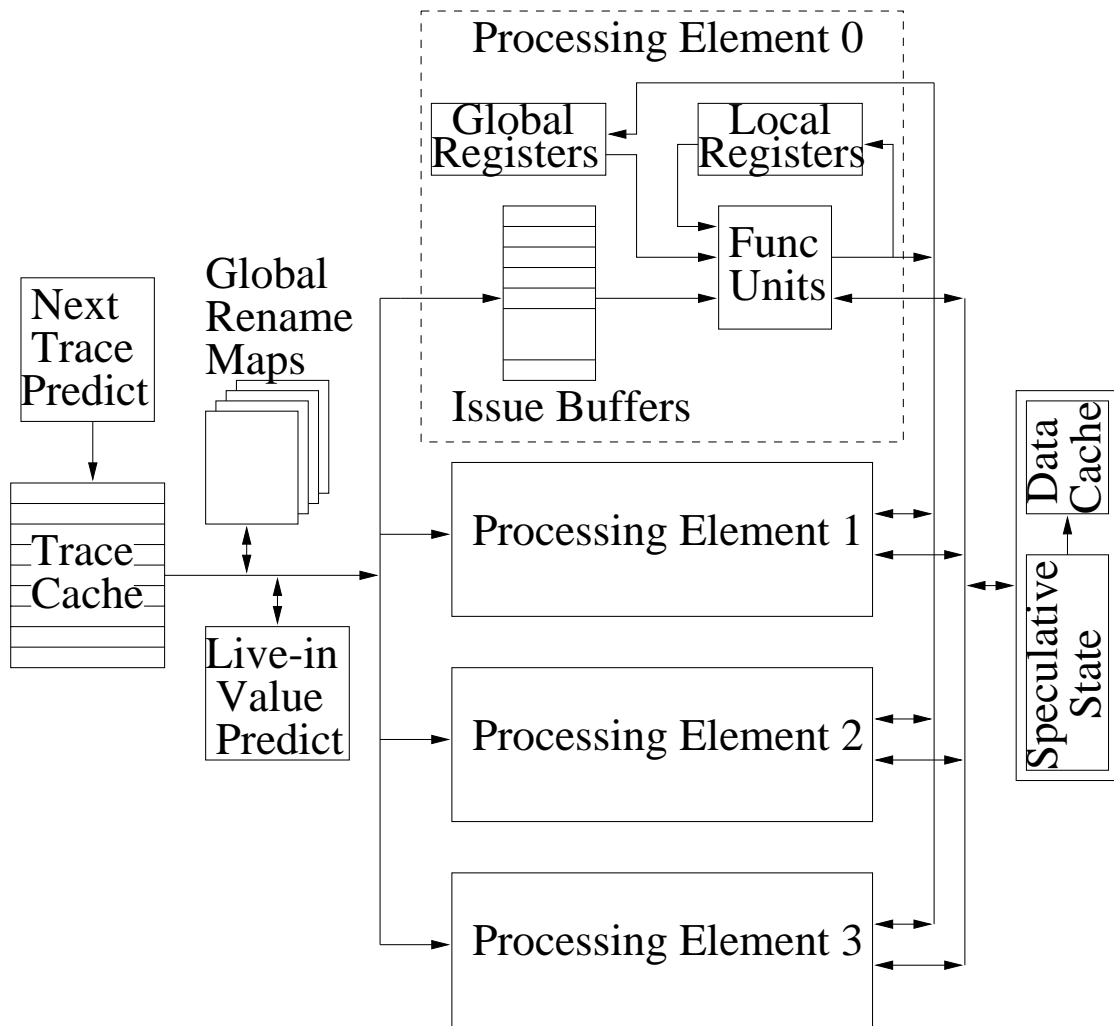 Processing Element 0
Global
Registers
Local
Registers
Func
Units
Issue Buffers
Next
Trace
Predict
Global
Rename
Maps
Trace
Cache
Live-in
Value
Predict
Processing Element 1
Processing Element 2
Processing Element 3
Data
Cache
Speculative
State